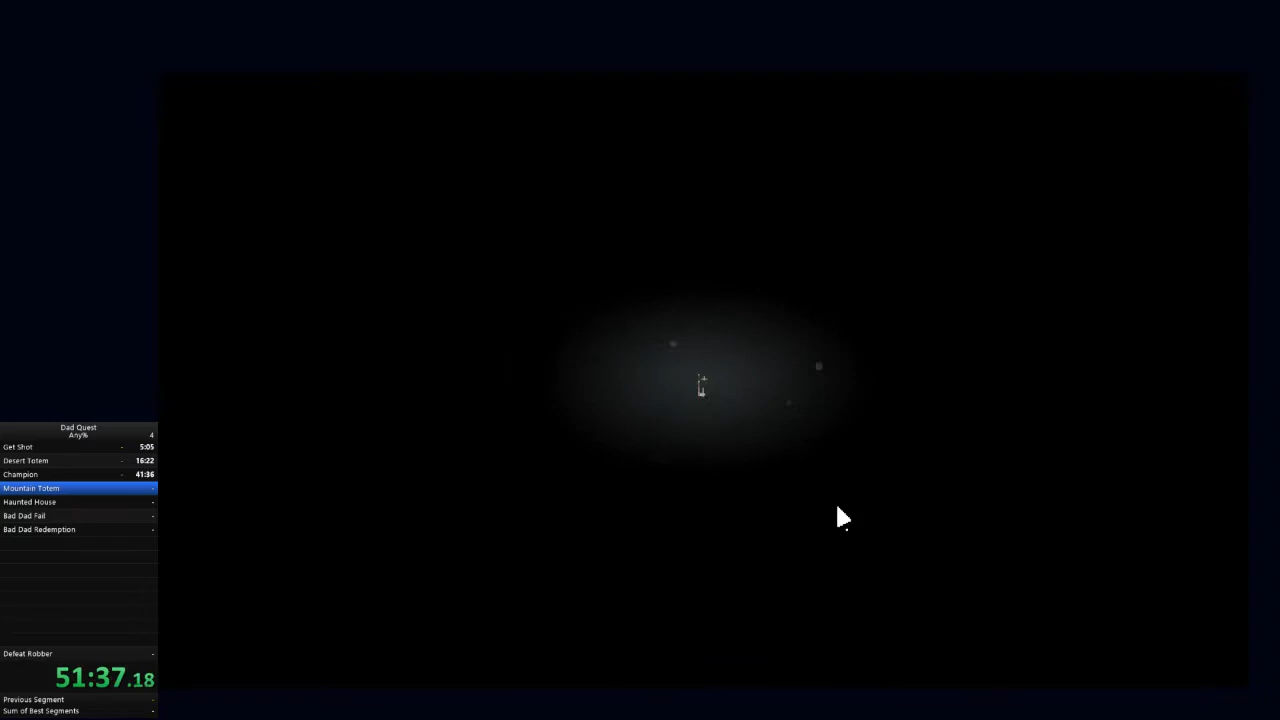 Dad Quest
Any% 4
Get Shot - 5:05
Desert Totem - 16:22
Champion - 41:36
Mountain Totem -
Haunted House -
Bad Dad Fail -
Bad Dad Redemption -
Defeat Robber -
51:37.18
Previous Segment -
Sum of Best Segments -